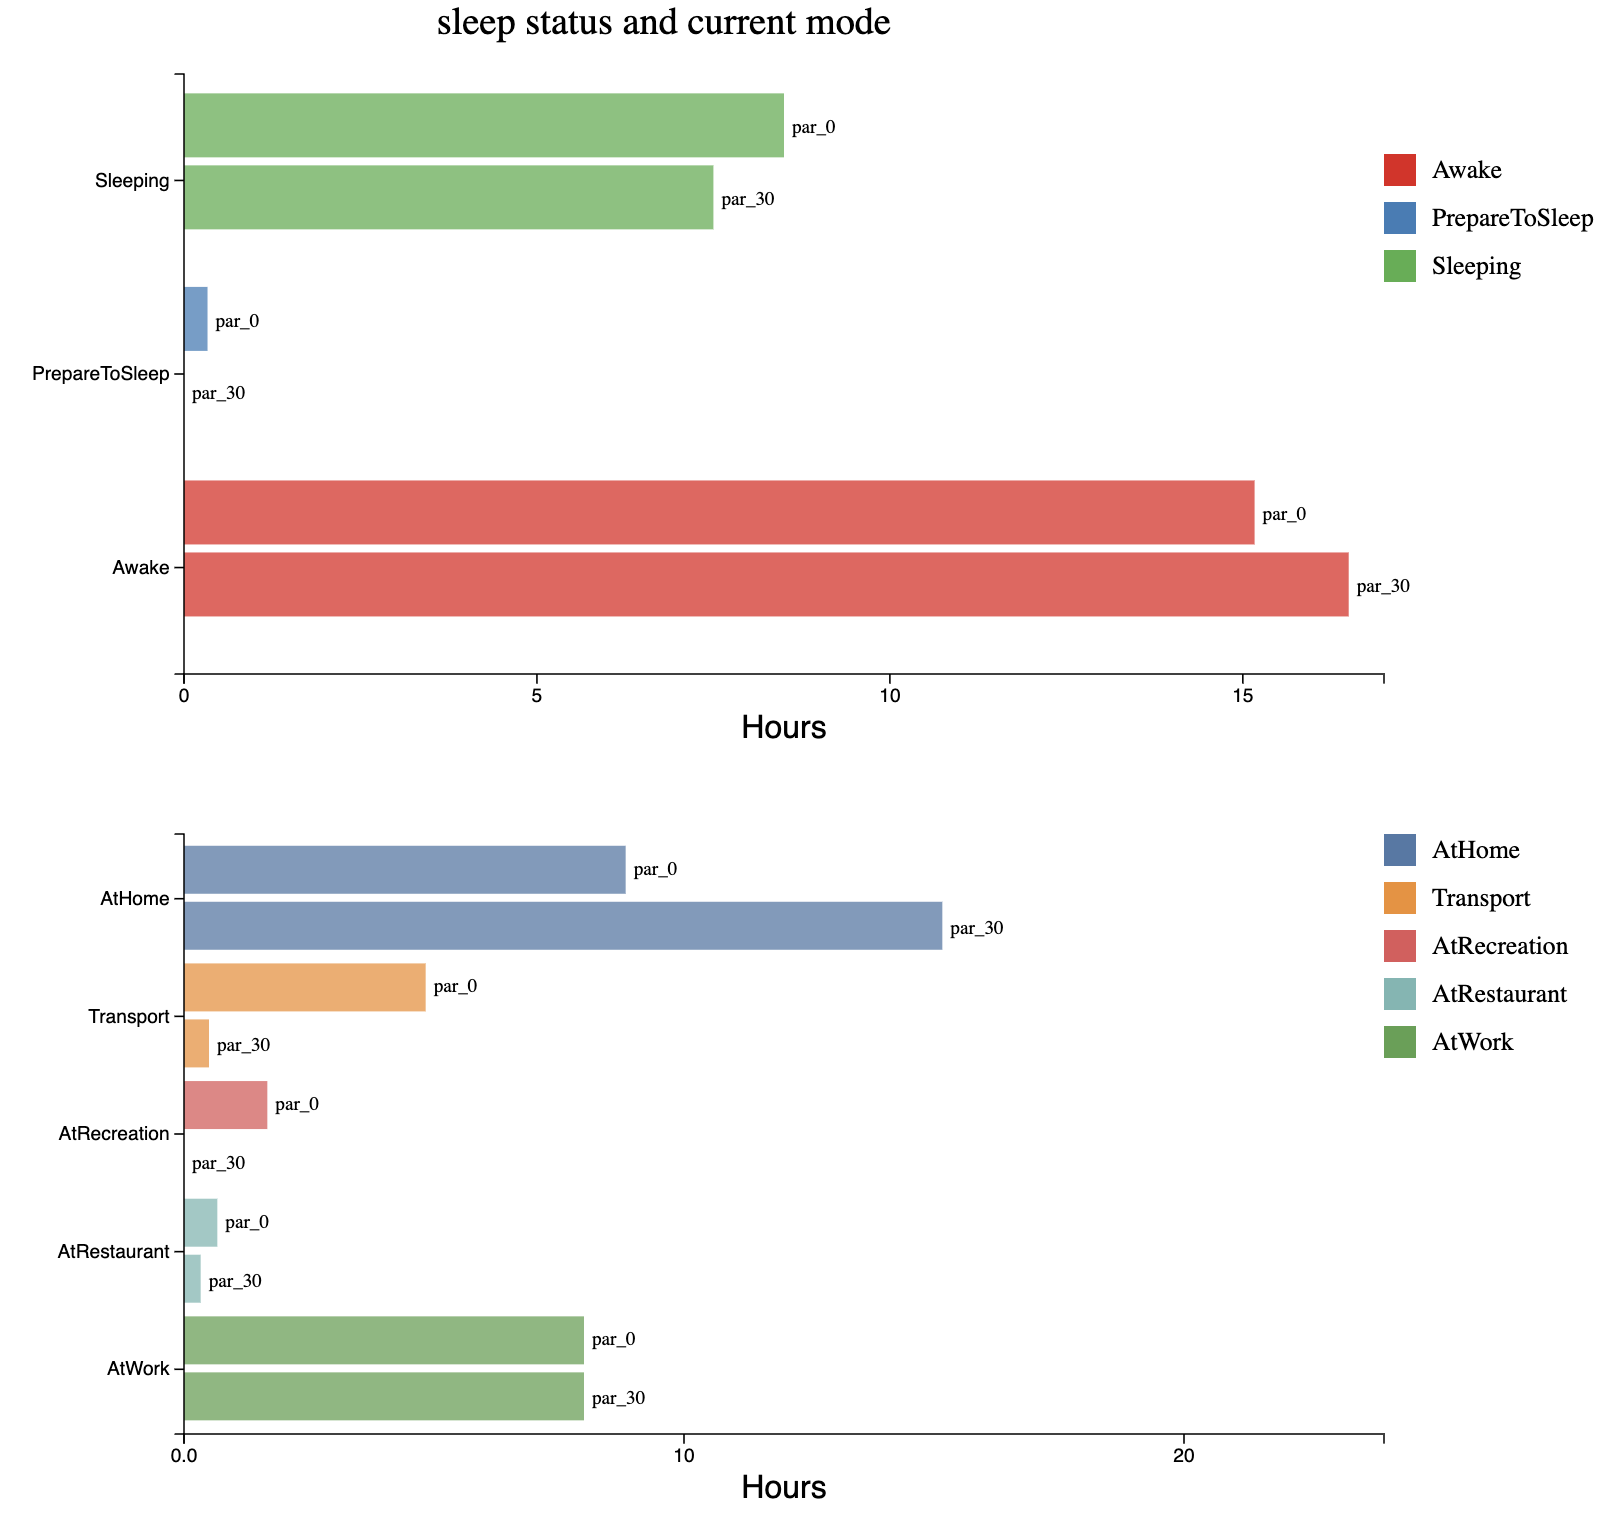 sleep status and current mode
par_0
Sleeping
par_30
par_0
PrepareToSleep
par_30
par_0
Awake
par_30
0
5
10
15
Hours
Awake
PrepareToSleep
Sleeping
par_0
AtHome
par_30
par_0
Transport
par_30
par_0
AtRecreation
par_30
par_0
AtRestaurant
par_30
par_0
AtWork
par_30
0.0
10
20
Hours
AtHome
Transport
AtRecreation
AtRestaurant
AtWork